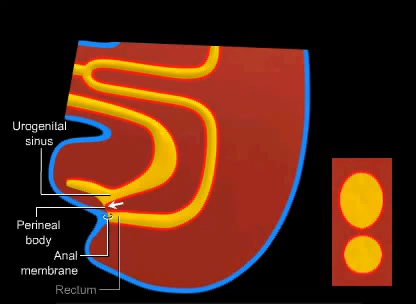 Urogenital
sinus
Perineal
body
Anal
membrane
Rectum